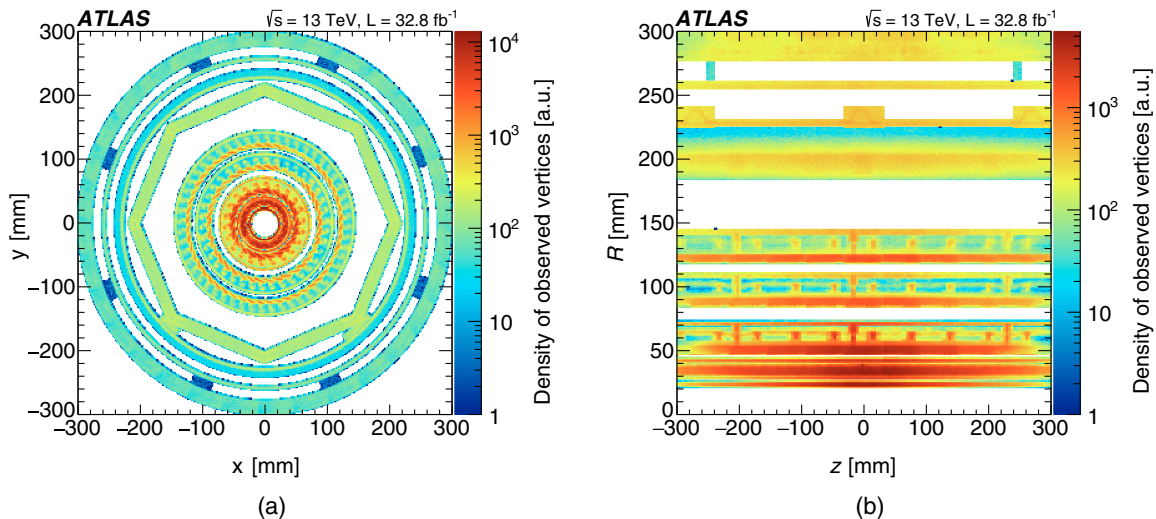 ATLAS
√s = 13 TeV, L = 32.8 fb⁻¹
y [mm]
300
200
100
0
−100
−200
−300
−300 −200 −100 0 100 200 300
x [mm]
10⁴
10³
10²
10
1
Density of observed vertices [a.u.]
(a)
ATLAS
√s = 13 TeV, L = 32.8 fb⁻¹
R [mm]
300
250
200
150
100
50
0
−300 −200 −100 0 100 200 300
z [mm]
10³
10²
10
1
Density of observed vertices [a.u.]
(b)